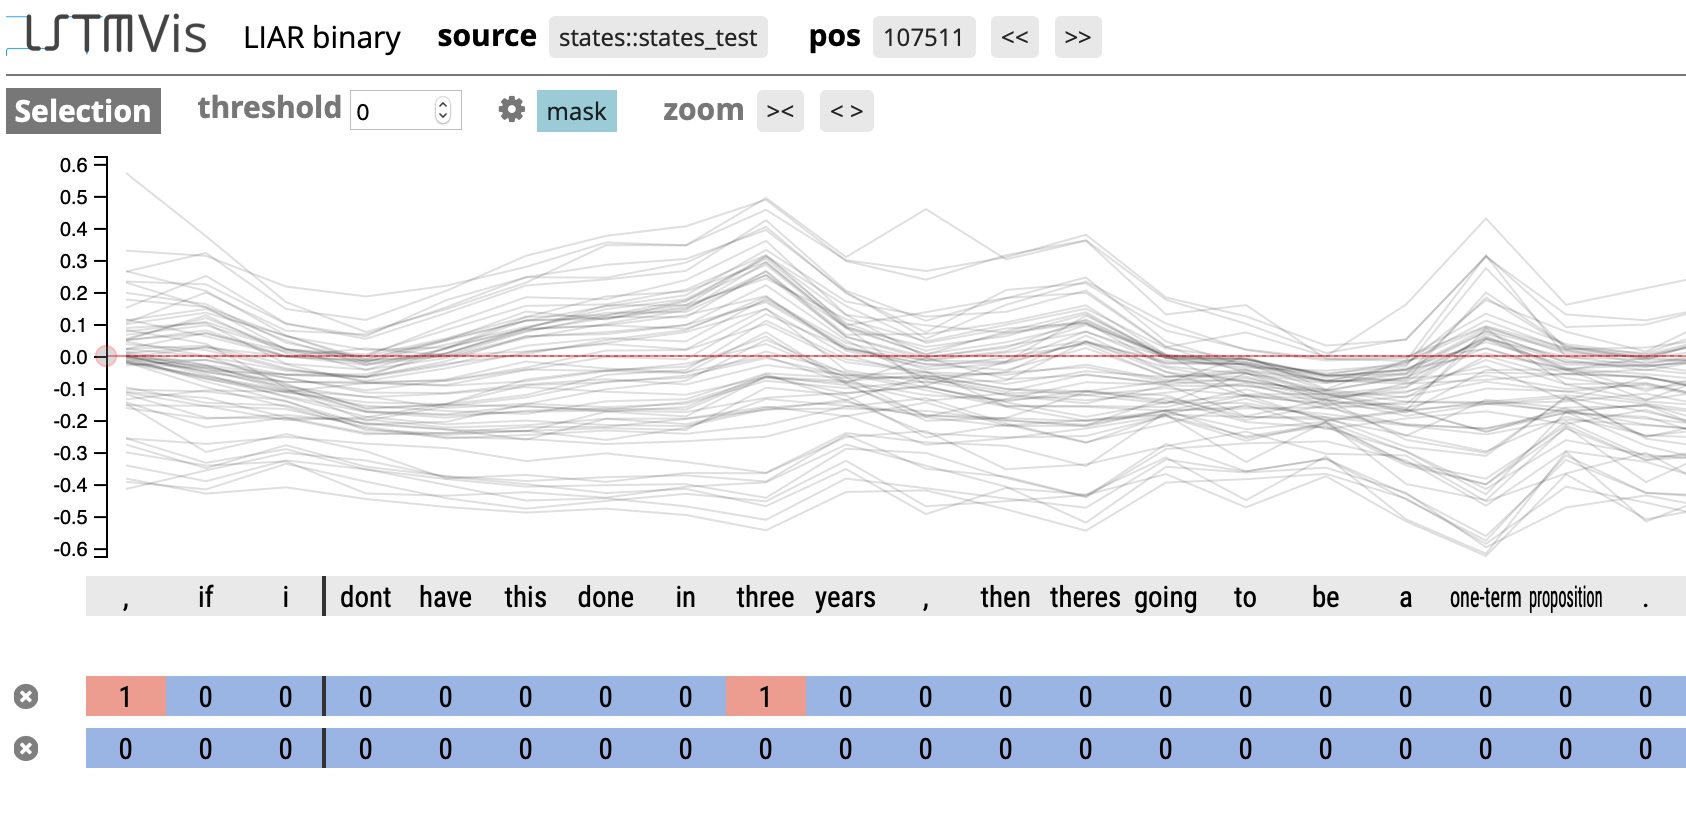 LSTMVis LIAR binary source states::states_test pos 107511 << >>
Selection threshold 0 mask zoom >< < >
0.6
0.5
0.4
0.3
0.2
0.1
0.0
-0.1
-0.2
-0.3
-0.4
-0.5
-0.6
, if i dont have this done in three years , then theres going to be a one-term proposition .
1 0 0 0 0 0 0 0 1 0 0 0 0 0 0 0 0 0 0 0
0 0 0 0 0 0 0 0 0 0 0 0 0 0 0 0 0 0 0 0